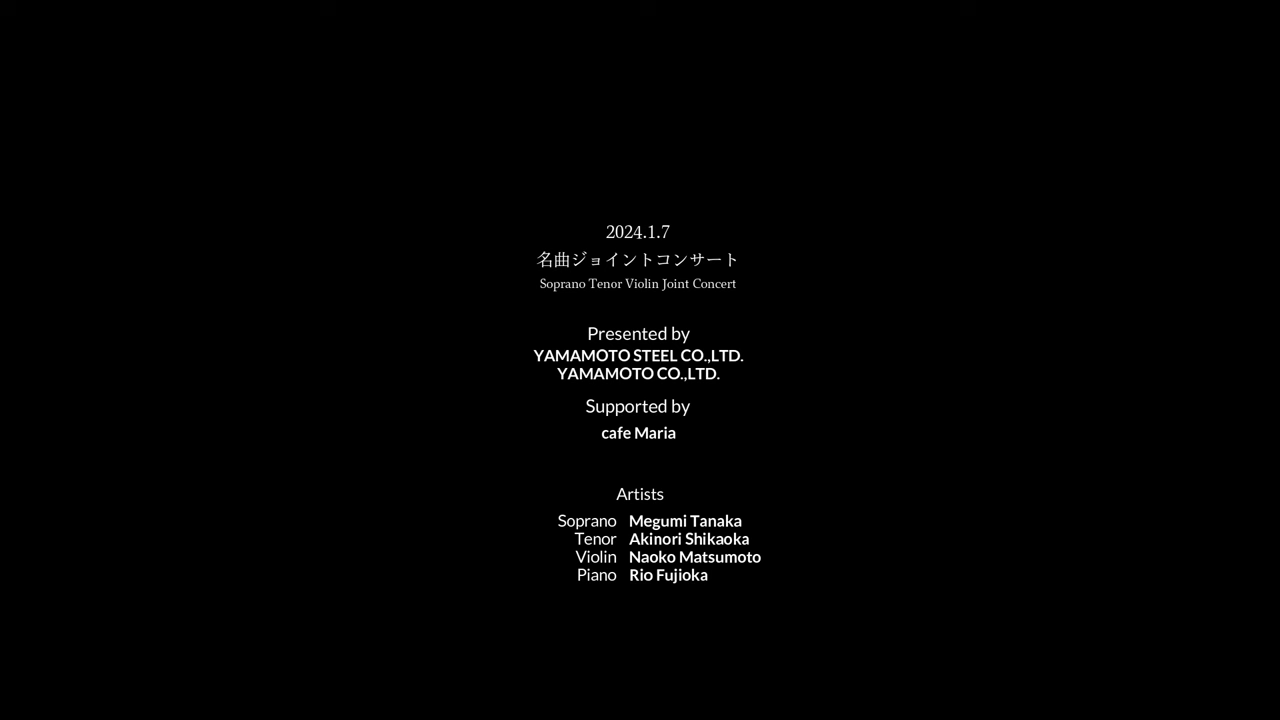 2024.1.7
名曲ジョイントコンサート
Soprano Tenor Violin Joint Concert
Presented by
YAMAMOTO STEEL CO.,LTD.
YAMAMOTO CO.,LTD.
Supported by
cafe Maria
Artists
Soprano Megumi Tanaka
Tenor Akinori Shikaoka
Violin Naoko Matsumoto
Piano Rio Fujioka